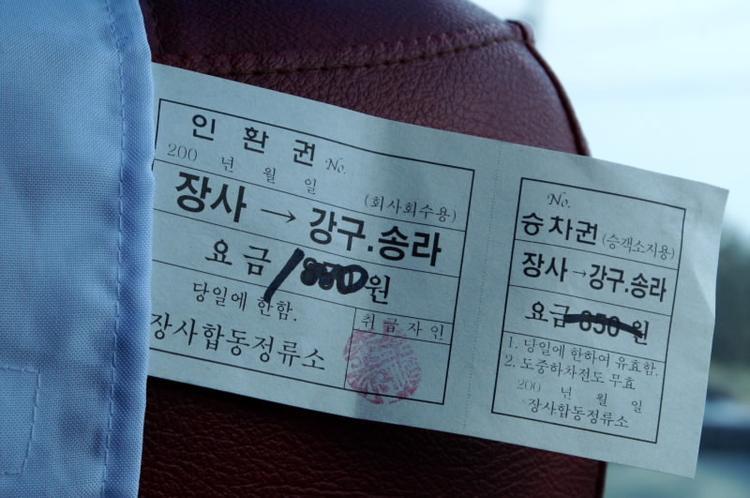 인환권 No.
200 년 월 일
(회사회수용)
장사 → 강구.송라
요금 원
당일에 한함.
취급자인
장사합동정류소
No.
승차권 (승객소지용)
장사→강구.송라
요금 850 원
1. 당일에 한하여 유효함.
2. 도중하차전도 무효
200 년 월 일
장사합동정류소